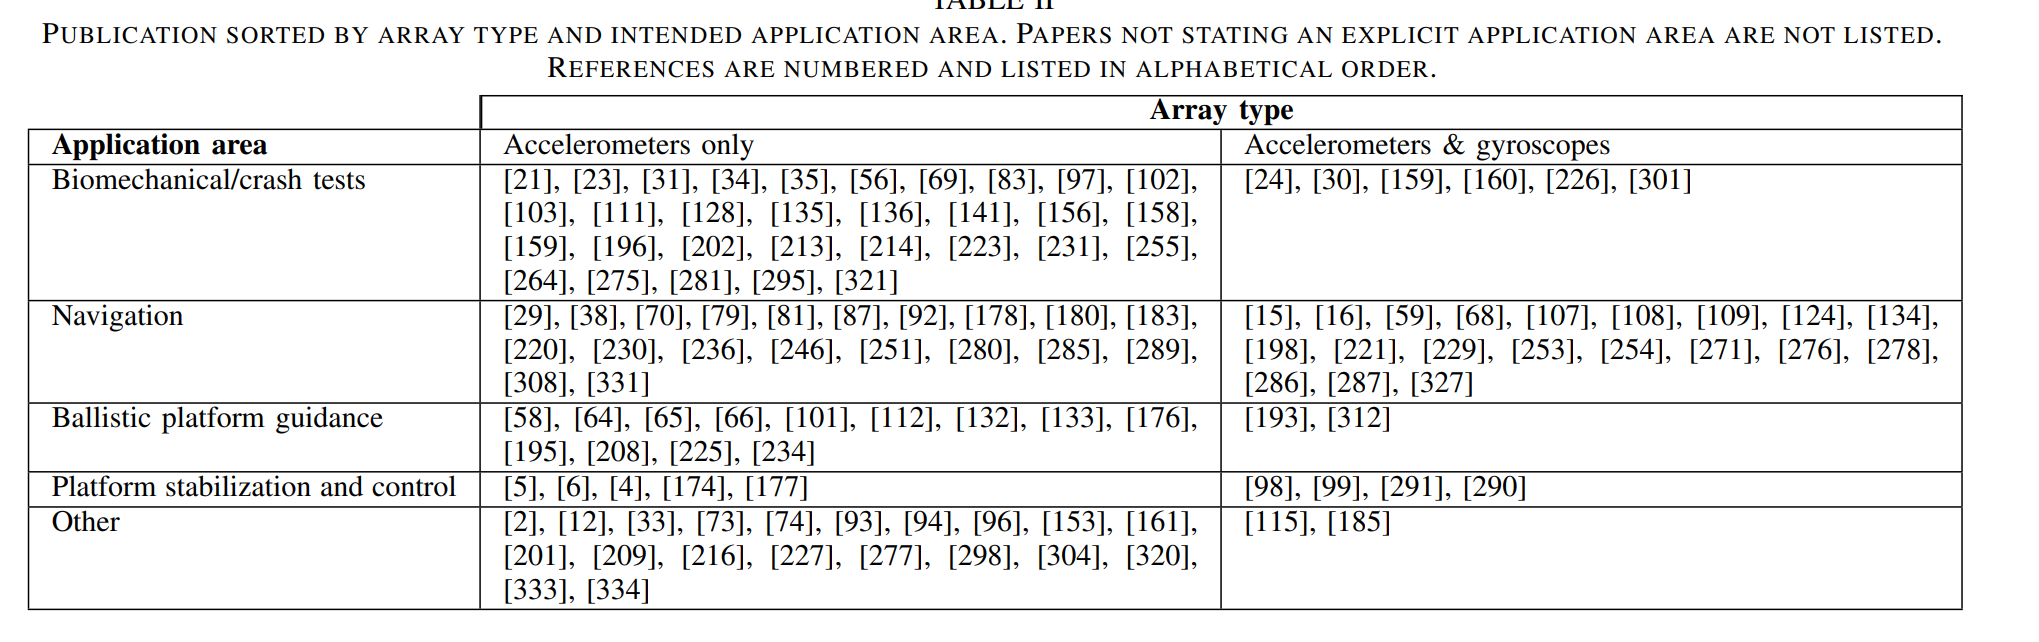 TABLE II
PUBLICATION SORTED BY ARRAY TYPE AND INTENDED APPLICATION AREA. PAPERS NOT STATING AN EXPLICIT APPLICATION AREA ARE NOT LISTED.
REFERENCES ARE NUMBERED AND LISTED IN ALPHABETICAL ORDER.
Array type
Application area Accelerometers only Accelerometers & gyroscopes
Biomechanical/crash tests [21], [23], [31], [34], [35], [56], [69], [83], [97], [102], [24], [30], [159], [160], [226], [301]
[103], [111], [128], [135], [136], [141], [156], [158],
[159], [196], [202], [213], [214], [223], [231], [255],
[264], [275], [281], [295], [321]
Navigation [29], [38], [70], [79], [81], [87], [92], [178], [180], [183], [15], [16], [59], [68], [107], [108], [109], [124], [134],
[220], [230], [236], [246], [251], [280], [285], [289], [198], [221], [229], [253], [254], [271], [276], [278],
[308], [331] [286], [287], [327]
Ballistic platform guidance [58], [64], [65], [66], [101], [112], [132], [133], [176], [193], [312]
[195], [208], [225], [234]
Platform stabilization and control [5], [6], [4], [174], [177] [98], [99], [291], [290]
Other [2], [12], [33], [73], [74], [93], [94], [96], [153], [161], [115], [185]
[201], [209], [216], [227], [277], [298], [304], [320],
[333], [334]